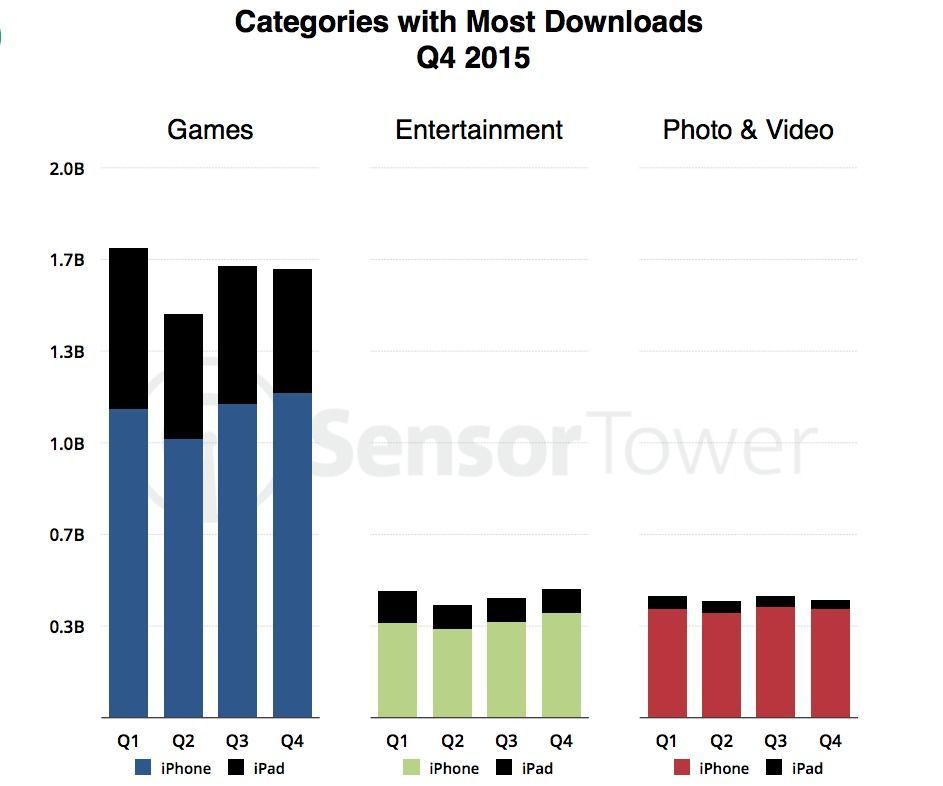 Categories with Most Downloads
Q4 2015
Games
Entertainment
Photo & Video
2.0B
1.7B
1.3B
1.0B
0.7B
0.3B
SensorTower
Q1 Q2 Q3 Q4
Q1 Q2 Q3 Q4
Q1 Q2 Q3 Q4
iPhone iPad
iPhone iPad
iPhone iPad